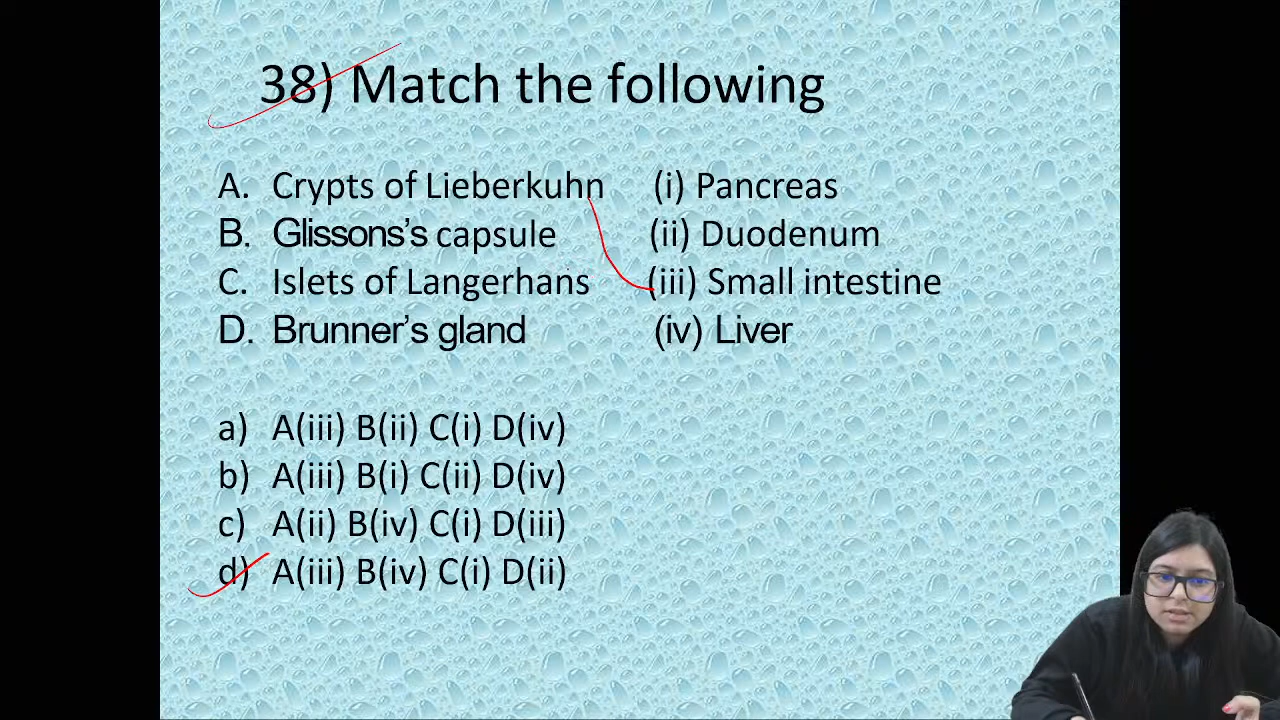 38) Match the following
A. Crypts of Lieberkuhn (i) Pancreas
B. Glissons’s capsule (ii) Duodenum
C. Islets of Langerhans (iii) Small intestine
D. Brunner’s gland (iv) Liver
a) A(iii) B(ii) C(i) D(iv)
b) A(iii) B(i) C(ii) D(iv)
c) A(ii) B(iv) C(i) D(iii)
d) A(iii) B(iv) C(i) D(ii)